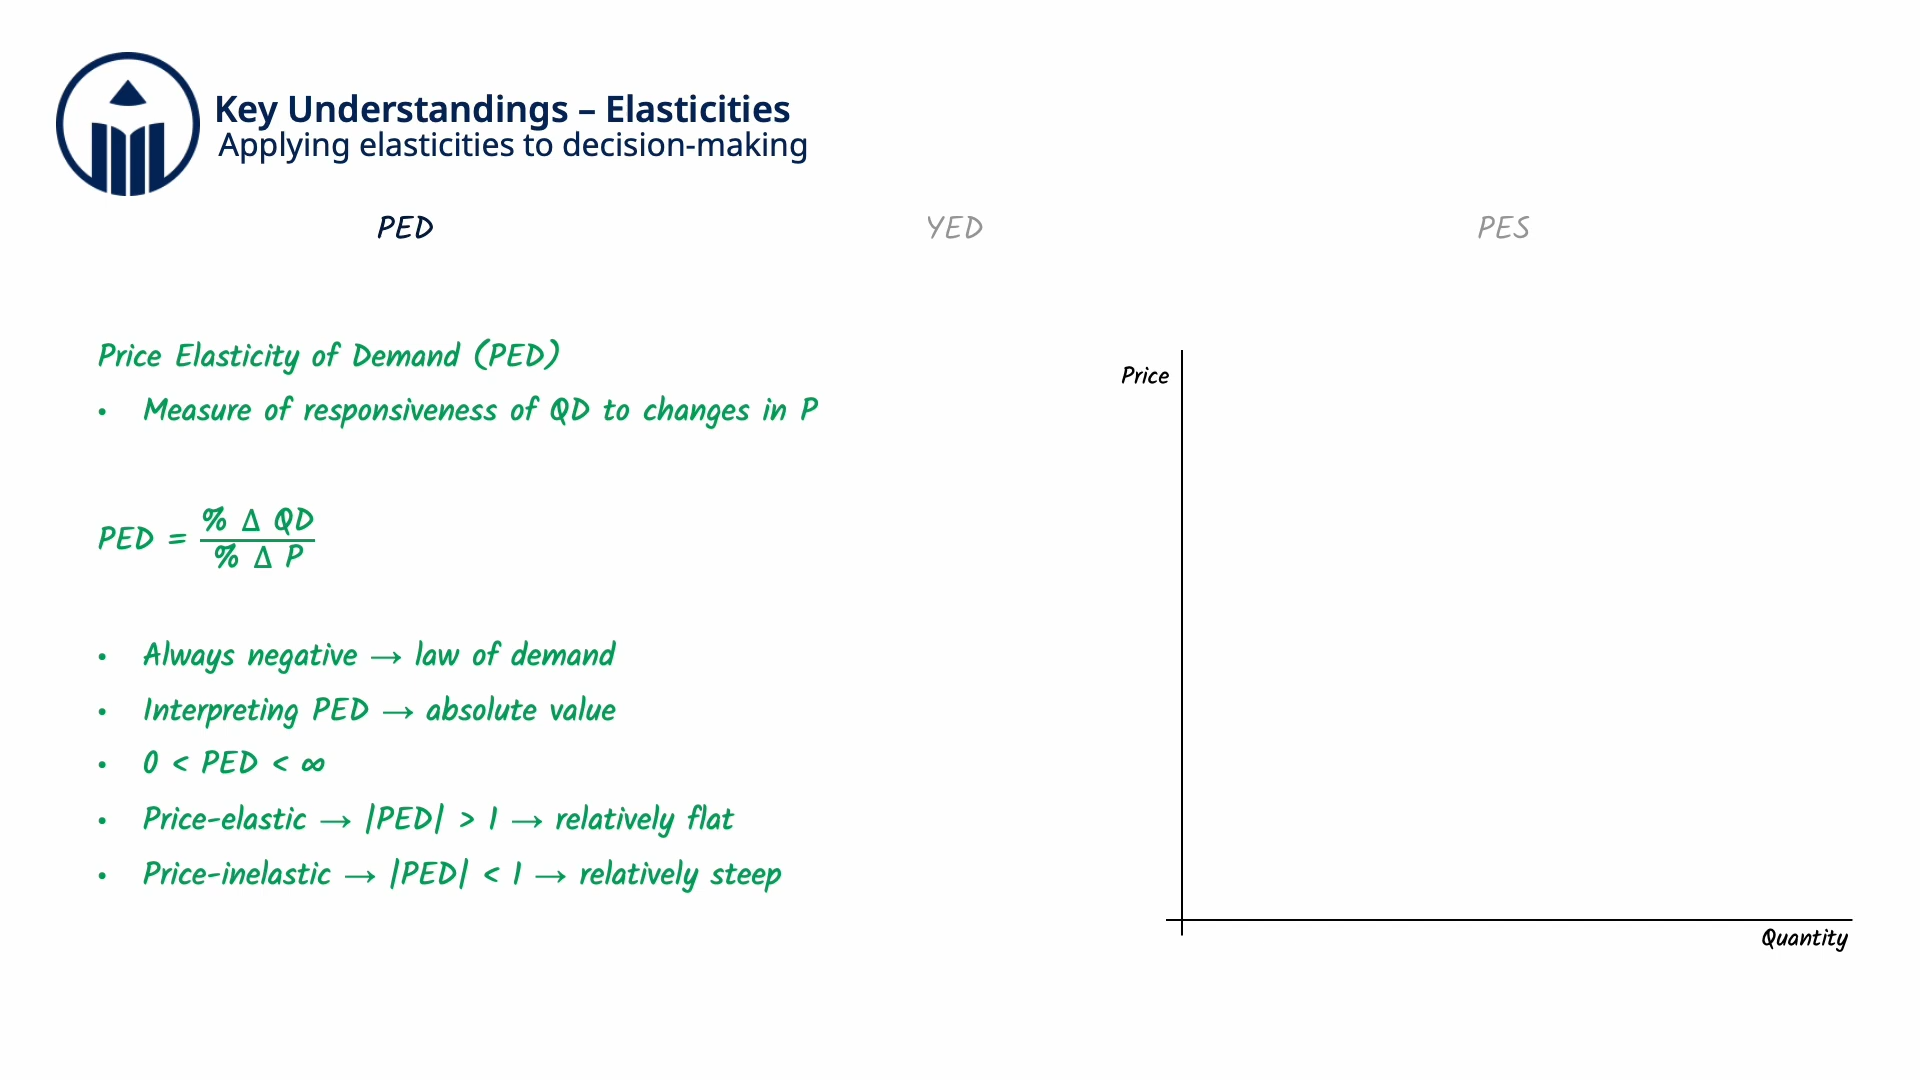 Key Understandings – Elasticities
Applying elasticities to decision-making
PED
YED
PES
Price Elasticity of Demand (PED)
• Measure of responsiveness of QD to changes in P
PED = % Δ QD
% Δ P
• Always negative → law of demand
• Interpreting PED → absolute value
• 0 < PED < ∞
• Price-elastic → |PED| > 1 → relatively flat
• Price-inelastic → |PED| < 1 → relatively steep
Price
Quantity